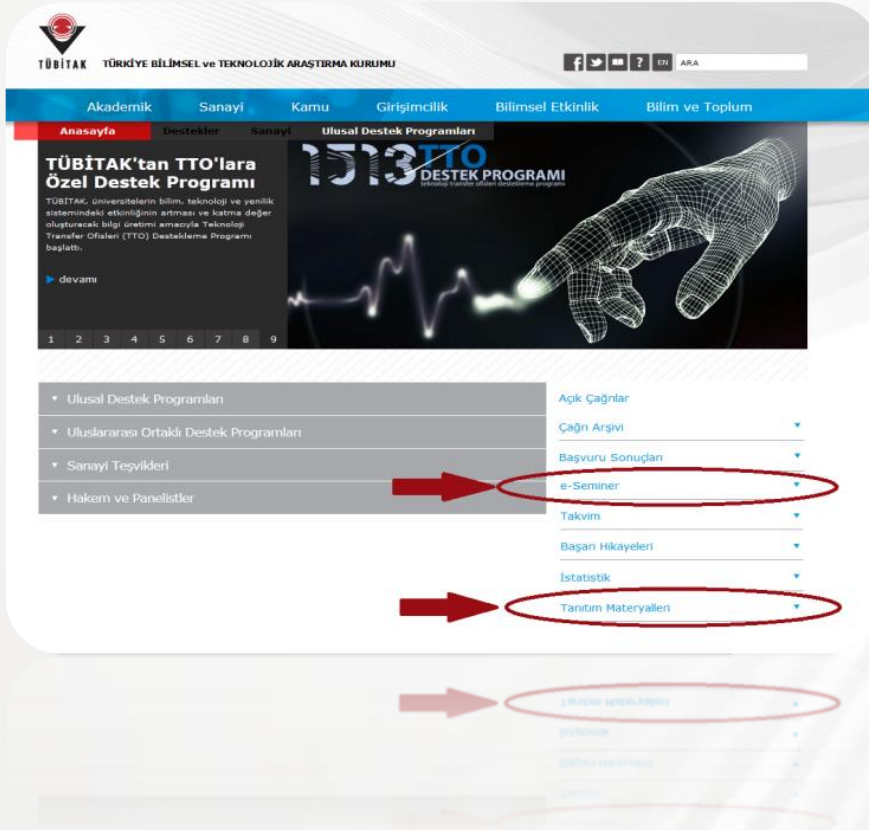 TÜBİTAK TÜRKİYE BİLİMSEL ve TEKNOLOJİK ARAŞTIRMA KURUMU
f ? EN ARA
Akademik Sanayi Kamu Girişimcilik Bilimsel Etkinlik Bilim ve Toplum
Anasayfa Destekler Sanayi Ulusal Destek Programları
TÜBİTAK'tan TTO'lara
Özel Destek Programı
TÜBİTAK, üniversitelerin bilim, teknoloji ve yenilik
sistemindeki etkinliğinin artması ve katma değer
oluşturacak bilgi üretimi amacıyla Teknoloji
Transfer Ofisleri (TTO) Destekleme Programı
başlattı.
devamı
1 2 3 4 5 6 7 8 9
1513 TTO
DESTEK PROGRAMI
teknoloji transfer ofisleri destekleme programı
Ulusal Destek Programları
Uluslararası Ortaklı Destek Programları
Sanayi Teşvikleri
Hakem ve Panelistler
Açık Çağrılar
Çağrı Arşivi
Başvuru Sonuçları
e-Seminer
Takvim
Başarı Hikayeleri
İstatistik
Tanıtım Materyalleri